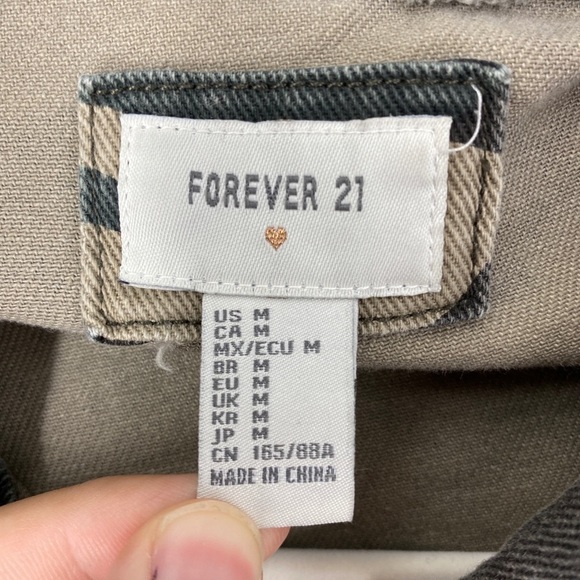 FOREVER 21
US M
CA M
MX/ECU M
BR M
EU M
UK M
KR M
JP M
CN 165/88A
MADE IN CHINA